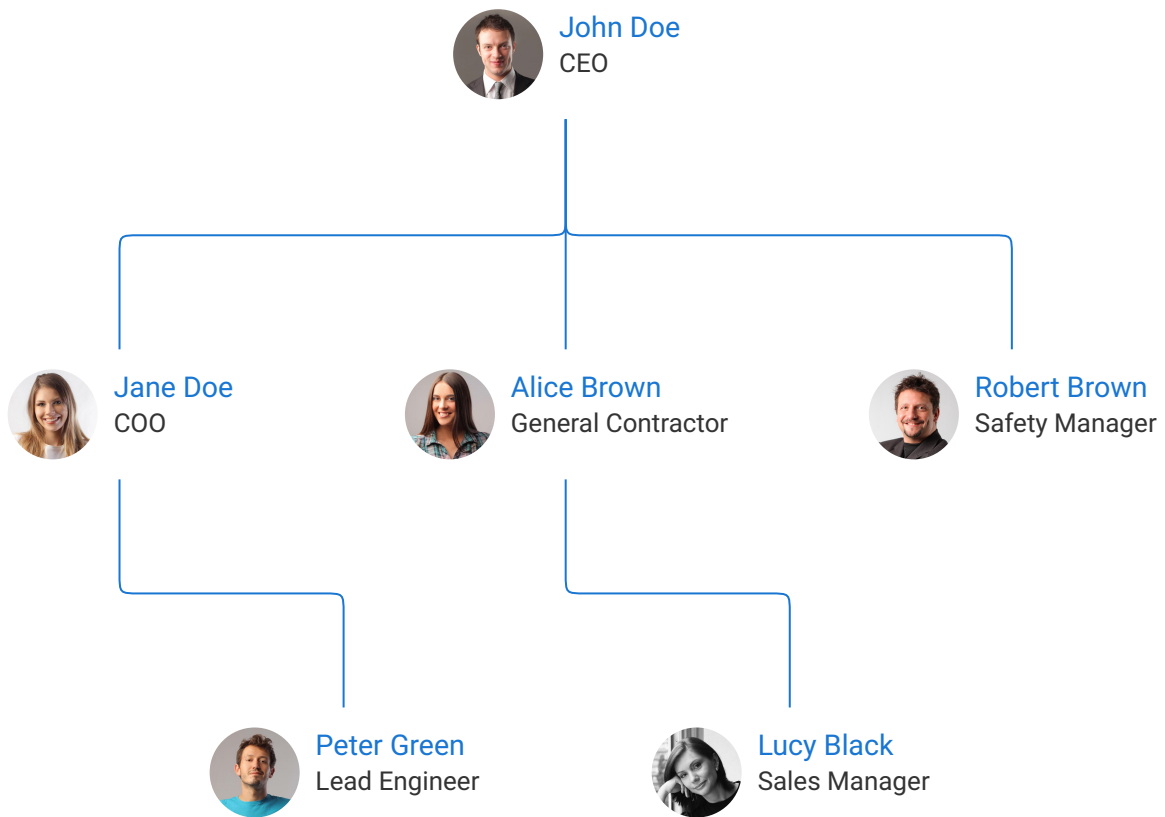 John Doe
CEO
Jane Doe
COO
Alice Brown
General Contractor
Robert Brown
Safety Manager
Peter Green
Lead Engineer
Lucy Black
Sales Manager